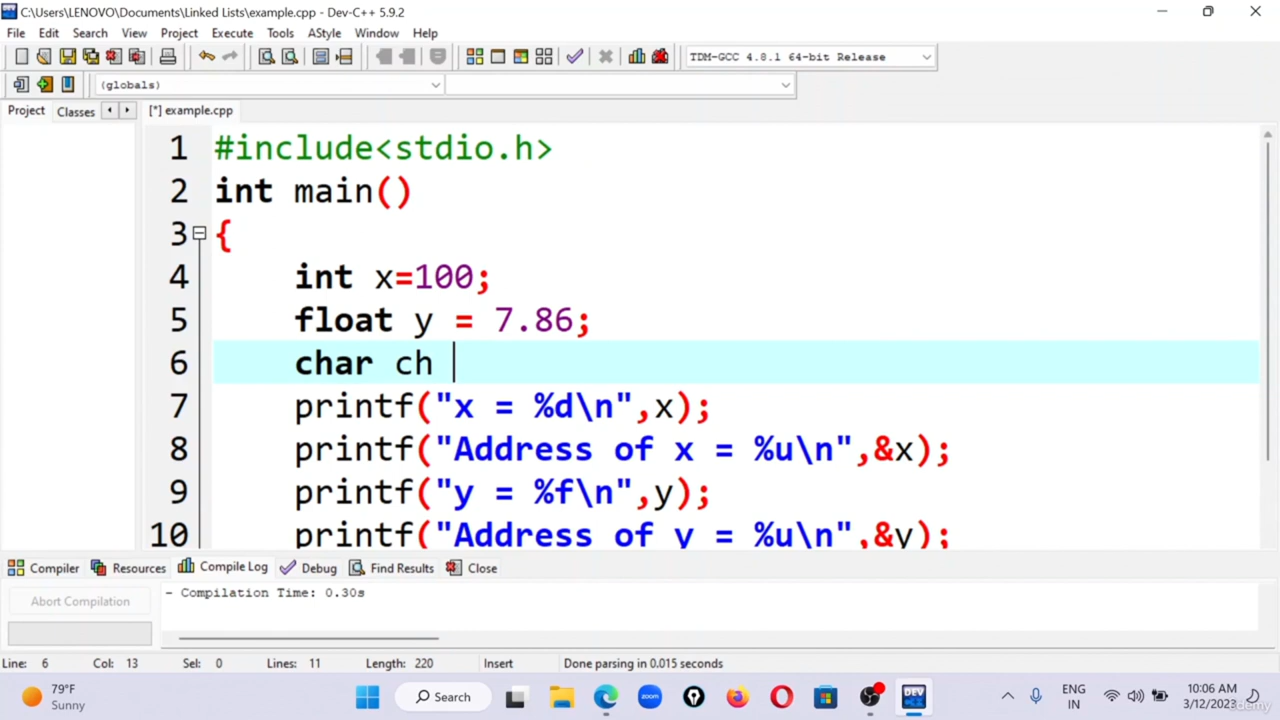 C:\Users\LENOVO\Documents\Linked Lists\example.cpp - Dev-C++ 5.9.2
File Edit Search View Project Execute Tools AStyle Window Help
TDM-GCC 4.8.1 64-bit Release
(globals)
Project Classes [*] example.cpp
1 #include<stdio.h>
2 int main()
3 {
4 int x=100;
5 float y = 7.86;
6 char ch
7 printf("x = %d\n",x);
8 printf("Address of x = %u\n",&x);
9 printf("y = %f\n",y);
10 printf("Address of y = %u\n",&y);
Compiler Resources Compile Log Debug Find Results Close
Abort Compilation
- Compilation Time: 0.30s
Line: 6 Col: 13 Sel: 0 Lines: 11 Length: 220 Insert Done parsing in 0.015 seconds
79°F
Sunny
Search
zoom
DEV
ENG
IN
10:06 AM
3/12/2023
Udemy